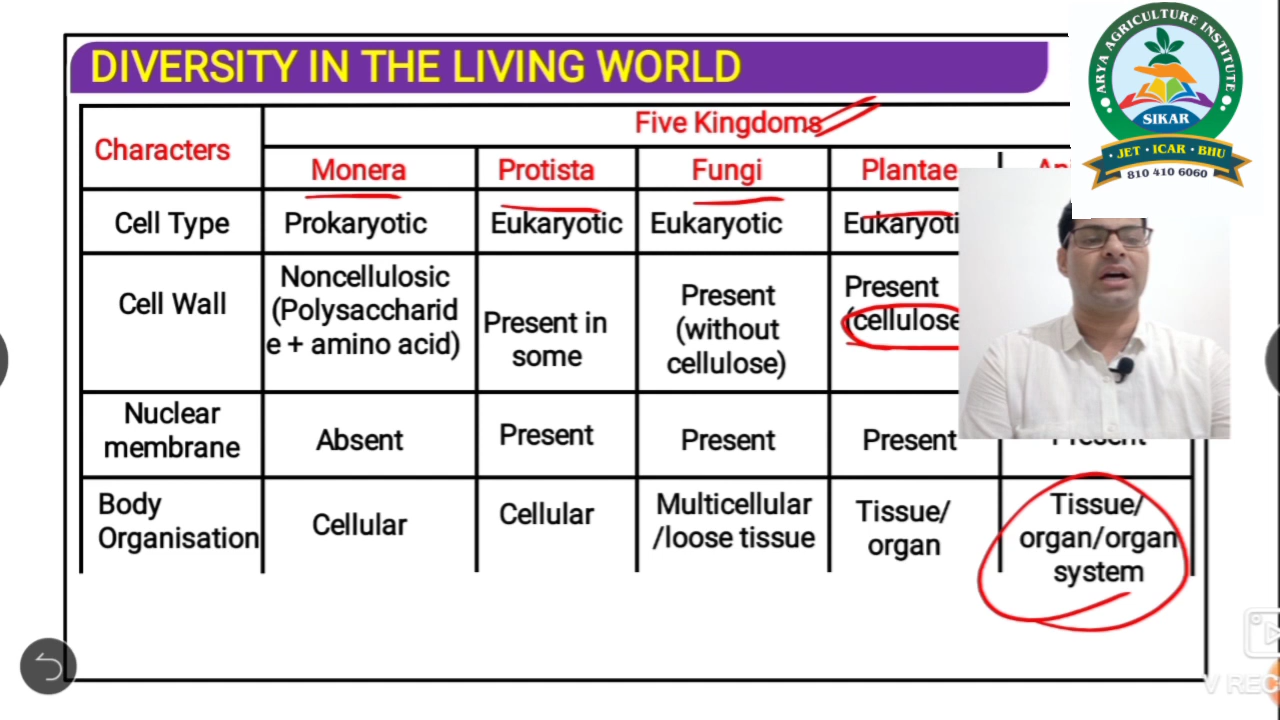 DIVERSITY IN THE LIVING WORLD
ARYA AGRICULTURE INSTITUTE
SIKAR
· JET · ICAR · BHU ·
810 410 6060
Characters
Five Kingdoms
Monera
Protista
Fungi
Plantae
Cell Type
Prokaryotic
Eukaryotic
Eukaryotic
Cell Wall
Noncellulosic
(Polysaccharid
e + amino acid)
Present in
some
Present
(without
cellulose)
Present
(cellulose
Nuclear
membrane
Absent
Present
Present
Present
Present
Body
Organisation
Cellular
Cellular
Multicellular
/loose tissue
Tissue/
organ
Tissue/
organ/organ
system
V REC